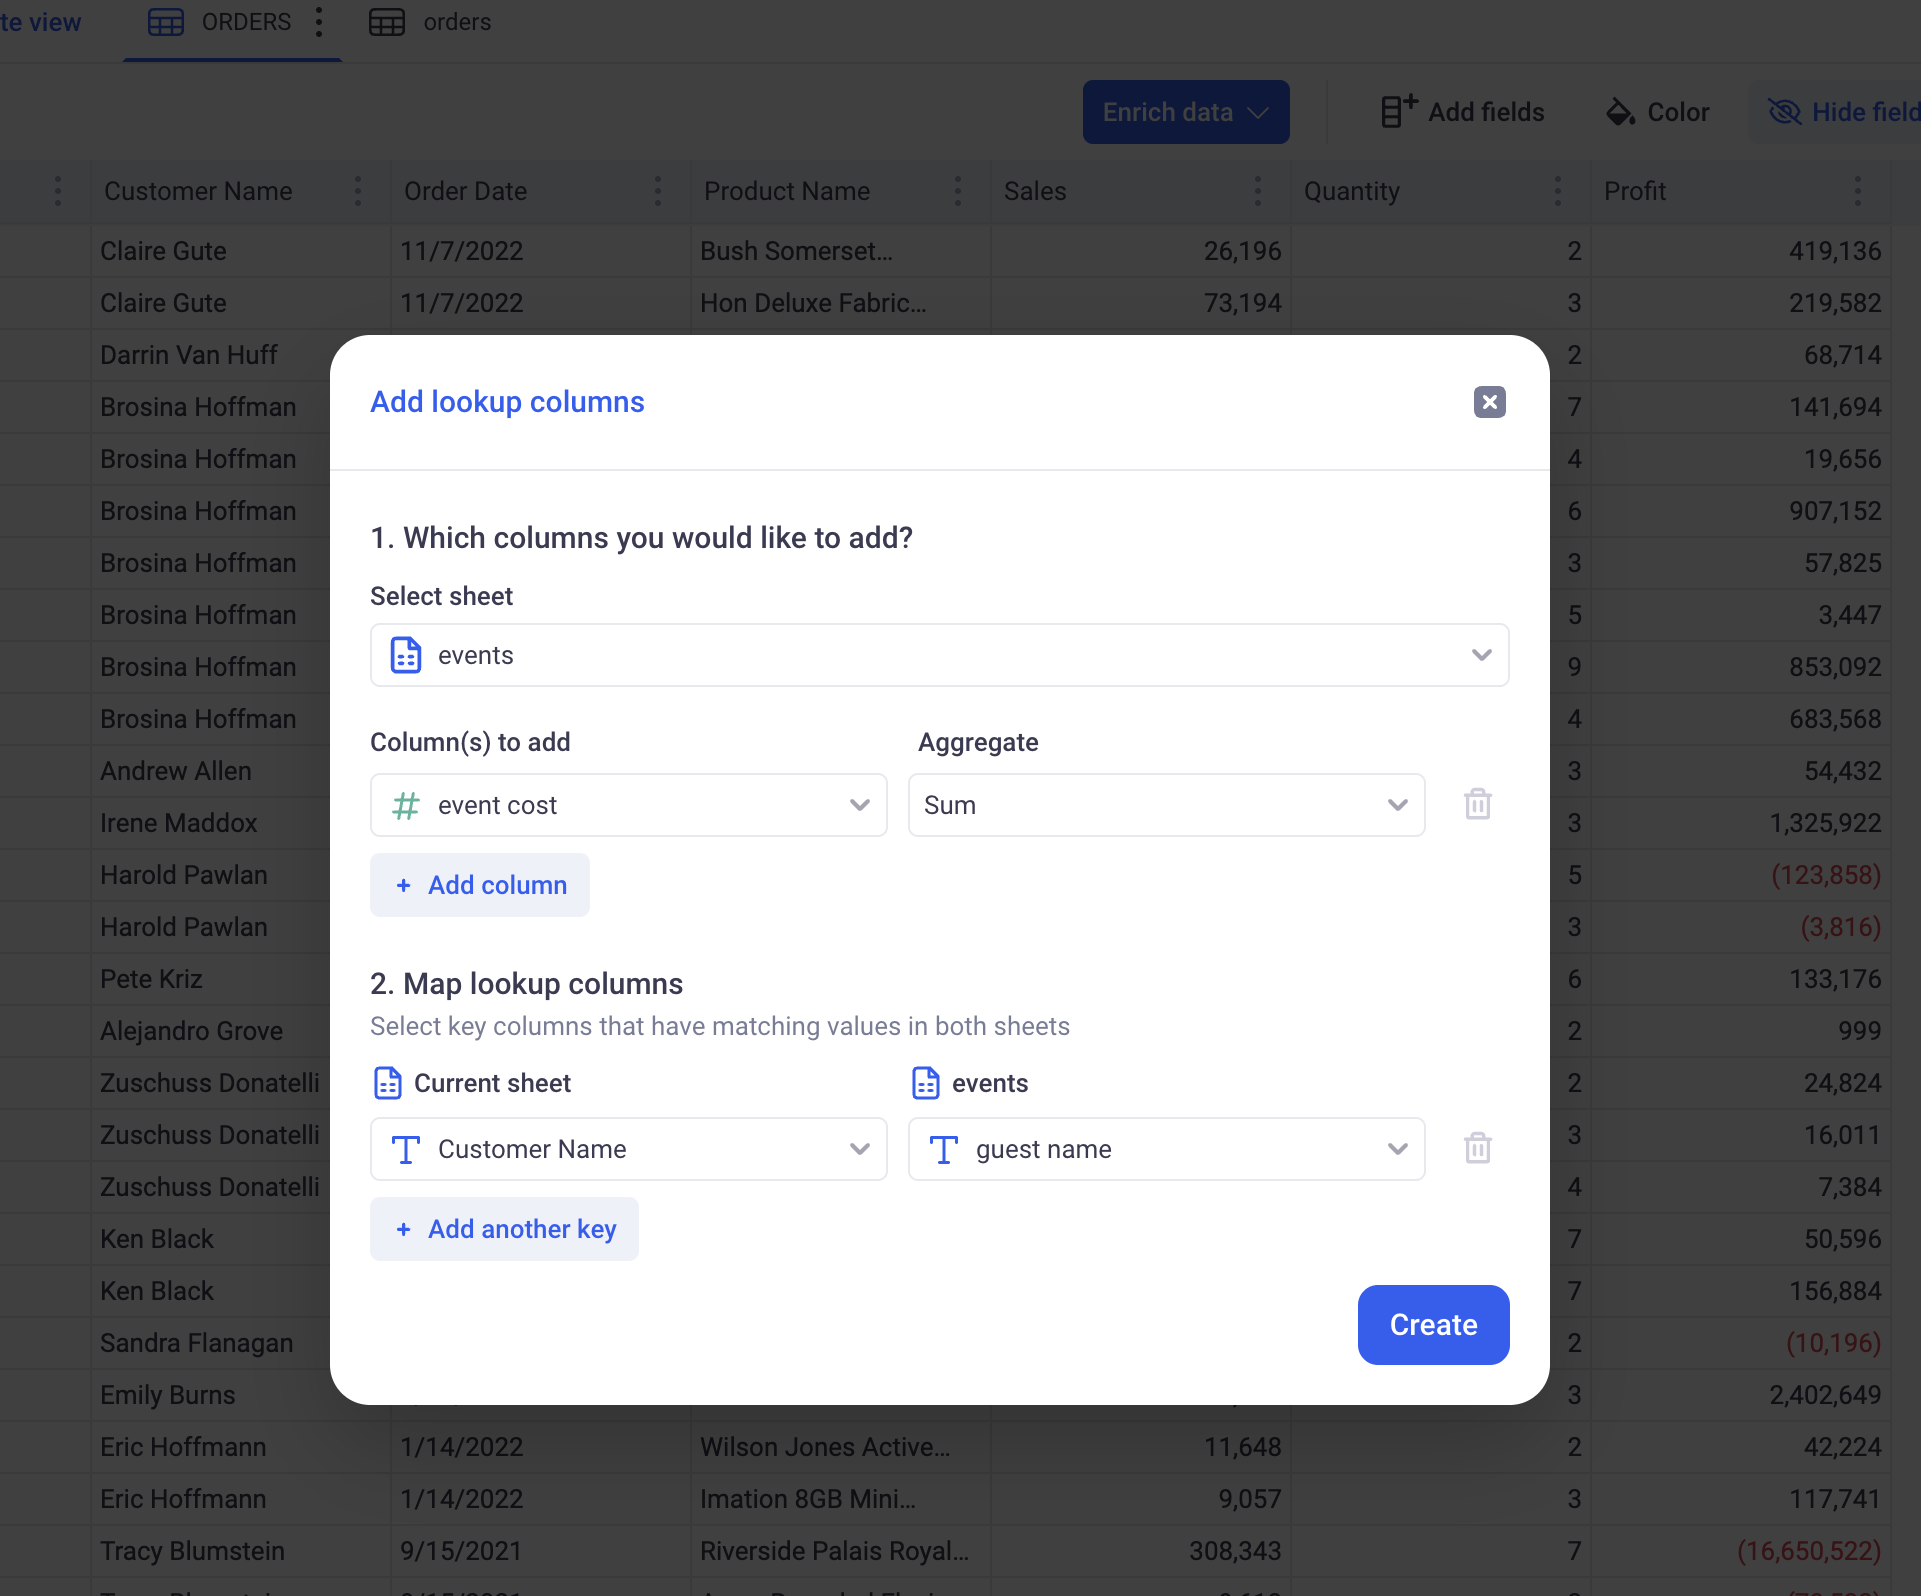 te view ORDERS orders
Enrich data Add fields Color Hide field
Customer Name Order Date Product Name Sales Quantity Profit
Claire Gute 11/7/2022 Bush Somerset... 26,196 2 419,136
Claire Gute 11/7/2022 Hon Deluxe Fabric... 73,194 3 219,582
Darrin Van Huff 2 68,714
Brosina Hoffman 7 141,694
Brosina Hoffman 4 19,656
Brosina Hoffman 6 907,152
Brosina Hoffman 3 57,825
Brosina Hoffman 5 3,447
Brosina Hoffman 9 853,092
Brosina Hoffman 4 683,568
Andrew Allen 3 54,432
Irene Maddox 3 1,325,922
Harold Pawlan 5 (123,858)
Harold Pawlan 3 (3,816)
Pete Kriz 6 133,176
Alejandro Grove 2 999
Zuschuss Donatelli 2 24,824
Zuschuss Donatelli 3 16,011
Zuschuss Donatelli 4 7,384
Ken Black 7 50,596
Ken Black 7 156,884
Sandra Flanagan 2 (10,196)
Emily Burns 3 2,402,649
Eric Hoffmann 1/14/2022 Wilson Jones Active... 11,648 2 42,224
Eric Hoffmann 1/14/2022 Imation 8GB Mini... 9,057 3 117,741
Tracy Blumstein 9/15/2021 Riverside Palais Royal... 308,343 7 (16,650,522)
Add lookup columns
1. Which columns you would like to add?
Select sheet
events
Column(s) to add Aggregate
# event cost Sum
+ Add column
2. Map lookup columns
Select key columns that have matching values in both sheets
Current sheet events
T Customer Name T guest name
+ Add another key
Create